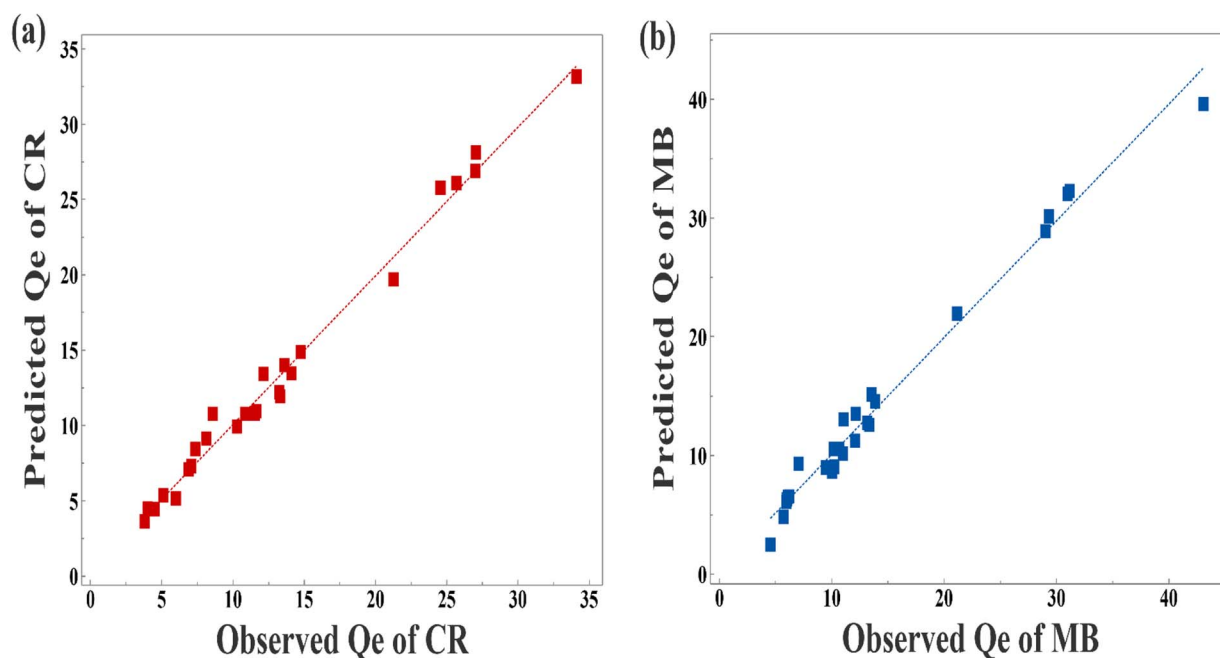 (a)
Predicted Qe of CR
35
30
25
20
15
10
5
0
0 5 10 15 20 25 30 35
Observed Qe of CR
(b)
Predicted Qe of MB
40
30
20
10
0
0 10 20 30 40
Observed Qe of MB